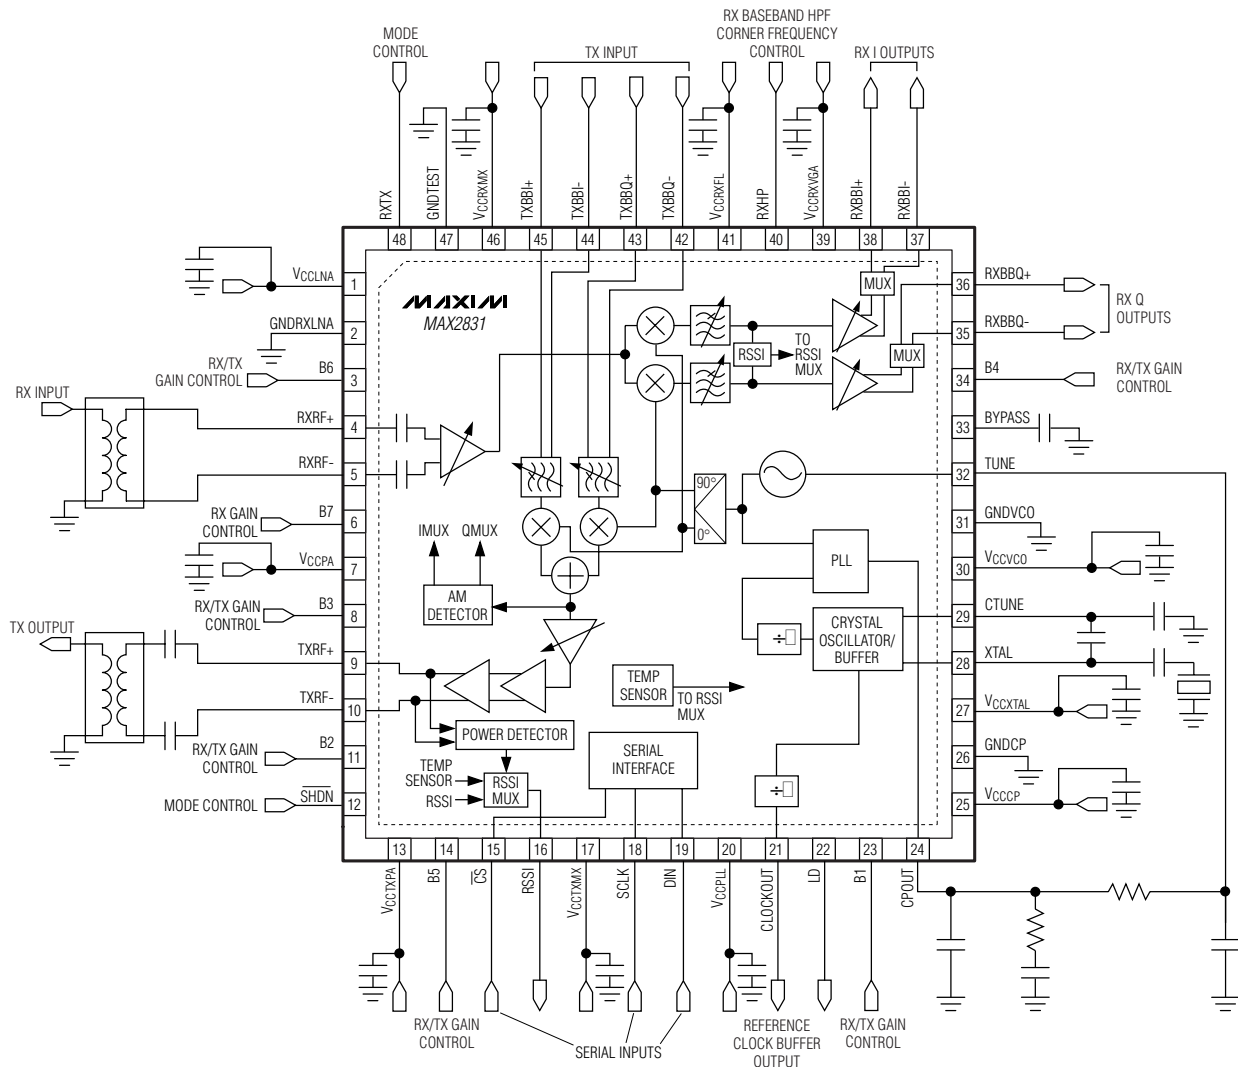 MODE
CONTROL
TX INPUT
RX BASEBAND HPF
CORNER FREQUENCY
CONTROL
RX I OUTPUTS
RXTX
GNDTEST
VCCRXMX
TXBBI+
TXBBI-
TXBBQ+
TXBBQ-
VCCRXFL
RXHP
VCCRXVGA
RXBBI+
RXBBI-
48
47
46
45
44
43
42
41
40
39
38
37
VCCLNA
1
GNDRXLNA
2
RX/TX
GAIN CONTROL
B6
3
RX INPUT
RXRF+
4
RXRF-
5
RX GAIN
CONTROL
B7
6
VCCPA
7
RX/TX GAIN
CONTROL
B3
8
TX OUTPUT
TXRF+
9
TXRF-
10
RX/TX GAIN
CONTROL
B2
11
MODE CONTROL
SHDN
12
MAXIM
MAX2831
MUX
MUX
RSSI
TO
RSSI
MUX
90°
0°
IMUX
QMUX
AM
DETECTOR
PLL
÷
CRYSTAL
OSCILLATOR/
BUFFER
TEMP
SENSOR
TO RSSI
MUX
POWER DETECTOR
TEMP
SENSOR
RSSI
RSSI
MUX
SERIAL
INTERFACE
÷
36
RXBBQ+
35
RXBBQ-
RX Q
OUTPUTS
34
B4
RX/TX GAIN
CONTROL
33
BYPASS
32
TUNE
31
GNDVCO
30
VCCVCO
29
CTUNE
28
XTAL
27
VCCXTAL
26
GNDCP
25
VCCCP
13
14
15
16
17
18
19
20
21
22
23
24
VCCTXPA
B5
CS
RSSI
VCCTXMX
SCLK
DIN
VCCPLL
CLOCKOUT
LD
B1
CPOUT
RX/TX GAIN
CONTROL
SERIAL INPUTS
REFERENCE
CLOCK BUFFER
OUTPUT
RX/TX GAIN
CONTROL